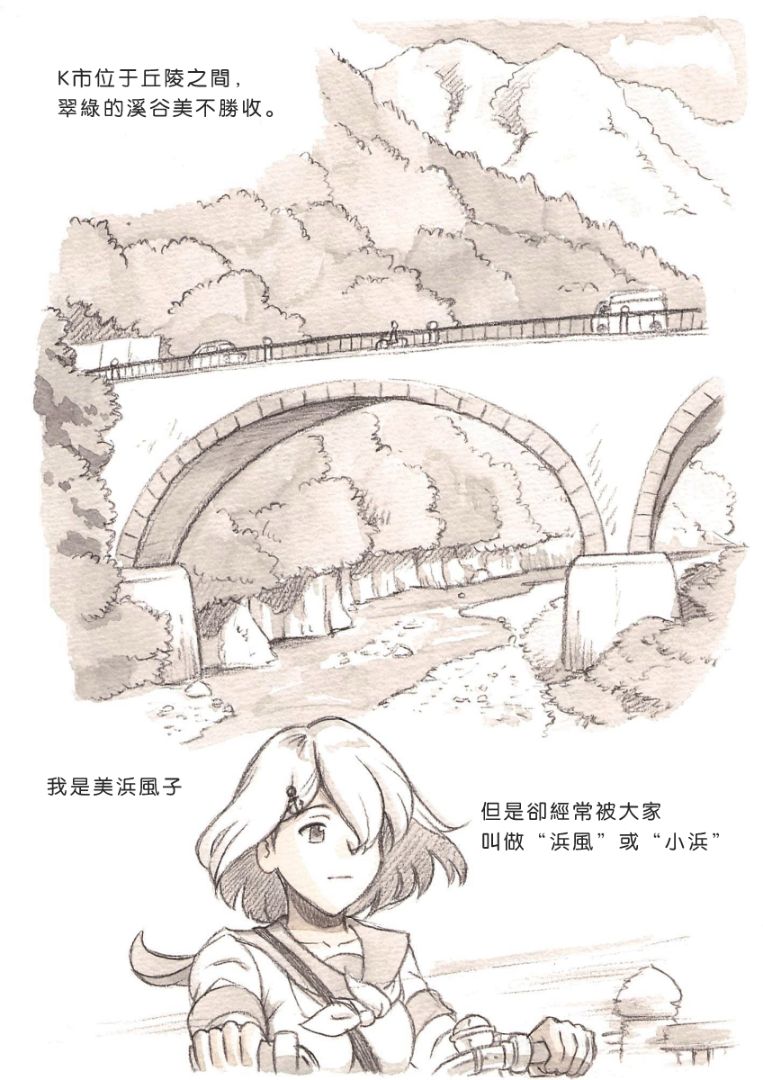 K市位于丘陵之間，
翠綠的溪谷美不勝收。
我是美浜風子
但是卻經常被大家
叫做“浜風”或“小浜”